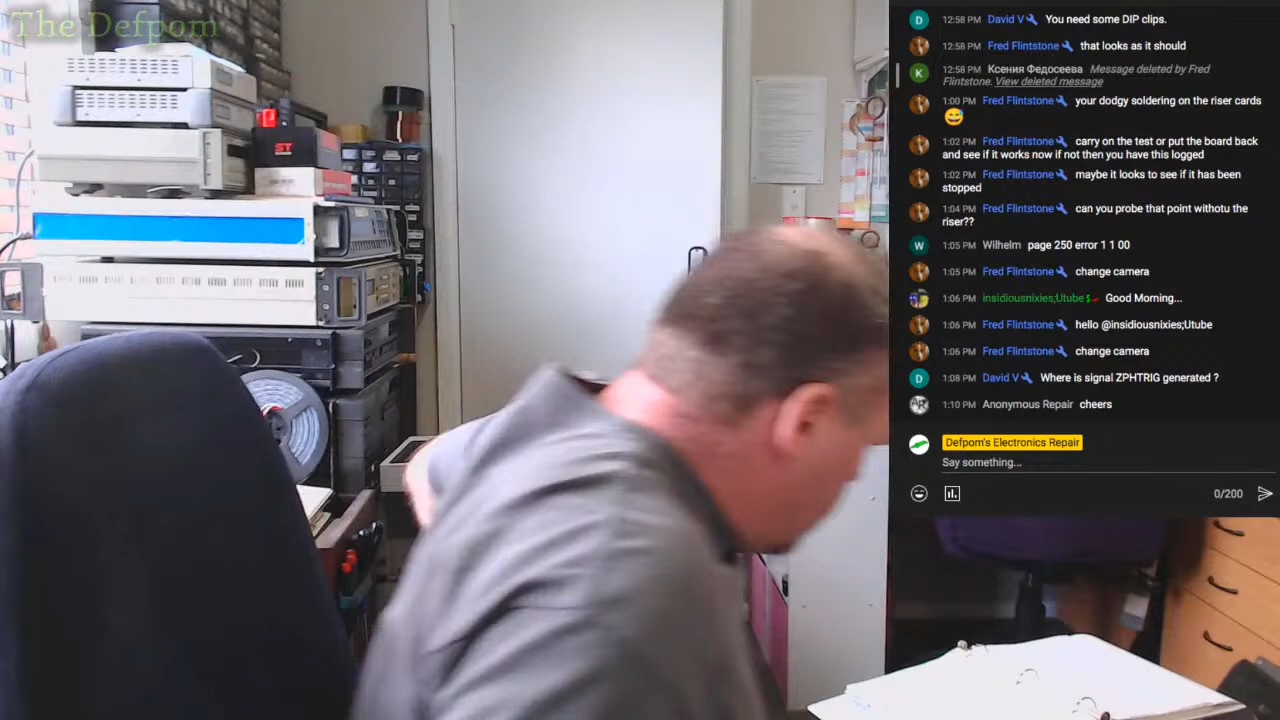 The Defpom
ST
12:58 PM David V You need some DIP clips.
12:58 PM Fred Flintstone that looks as it should
12:58 PM Ксения Федосеева Message deleted by Fred
Flintstone. View deleted message
1:00 PM Fred Flintstone your dodgy soldering on the riser cards
1:02 PM Fred Flintstone carry on the test or put the board back
and see if it works now if not then you have this logged
1:02 PM Fred Flintstone maybe it looks to see if it has been
stopped
1:04 PM Fred Flintstone can you probe that point withotu the
riser??
1:05 PM Wilhelm page 250 error 1 1 00
1:05 PM Fred Flintstone change camera
1:06 PM insidiousnixies;Utube Good Morning...
1:06 PM Fred Flintstone hello @insidiousnixies;Utube
1:06 PM Fred Flintstone change camera
1:08 PM David V Where is signal ZPHTRIG generated ?
1:10 PM Anonymous Repair cheers
Defpom's Electronics Repair
Say something...
0/200